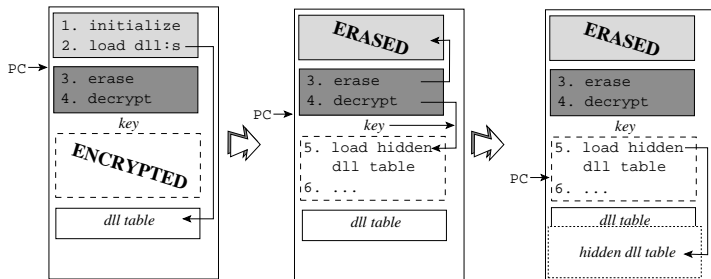 1. initialize
2. load dll:s
PC
3. erase
4. decrypt
key
ENCRYPTED
dll table
ERASED
3. erase
4. decrypt
PC
key
5. load hidden
dll table
6. ...
dll table
ERASED
3. erase
4. decrypt
key
5. load hidden
dll table
PC
6. ...
dll table
hidden dll table